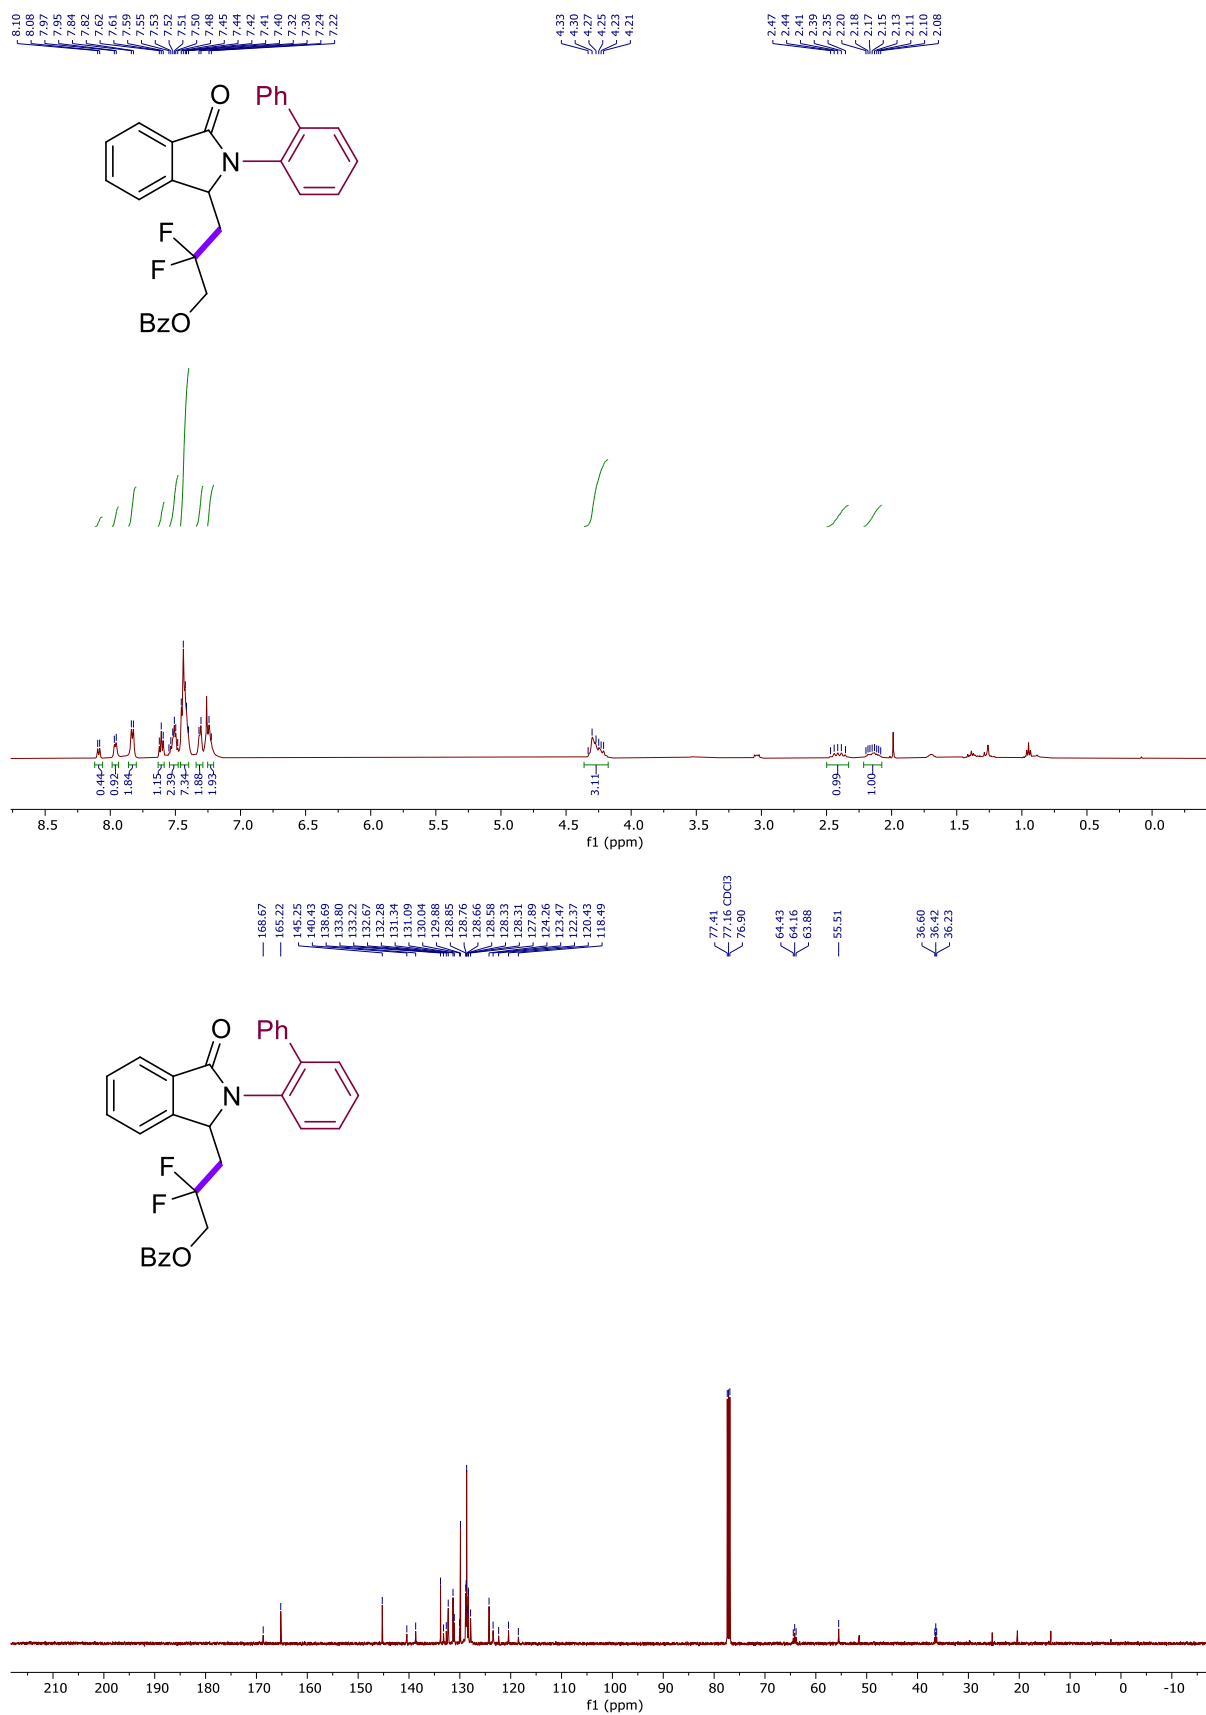 8.10 8.08 7.97 7.95 7.84 7.82 7.62 7.61 7.59 7.55 7.53 7.52 7.51 7.50 7.48 7.45 7.44 7.42 7.41 7.40 7.32 7.30 7.24 7.22 4.33 4.30 4.27 4.25 4.23 4.21 2.47 2.44 2.41 2.39 2.35 2.20 2.18 2.17 2.15 2.13 2.11 2.10 2.08
O Ph
N
F
F
BzO
0.44 0.92 1.84 1.15 2.39 7.34 1.88 1.93 3.11 0.99 1.00
8.5 8.0 7.5 7.0 6.5 6.0 5.5 5.0 4.5 4.0 3.5 3.0 2.5 2.0 1.5 1.0 0.5 0.0
f1 (ppm)
168.67 165.22 145.25 140.43 138.69 133.80 133.22 132.67 132.28 131.34 131.09 130.04 129.88 128.85 128.76 128.66 128.58 128.33 128.31 127.89 124.26 123.47 122.37 120.43 118.49 77.41 77.16 CDCl3 76.90 64.43 64.16 63.88 55.51 36.60 36.42 36.23
O Ph
N
F
F
BzO
210 200 190 180 170 160 150 140 130 120 110 100 90 80 70 60 50 40 30 20 10 0 -10
f1 (ppm)